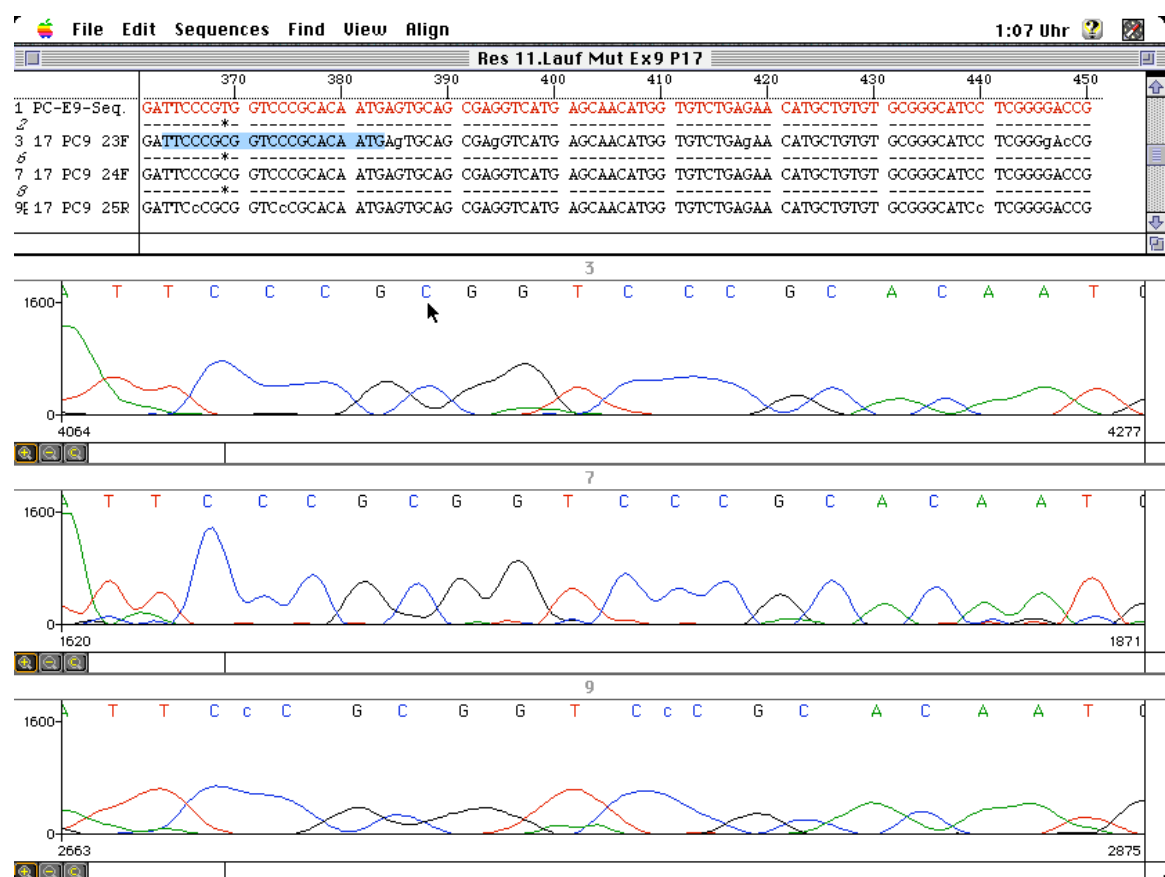 File Edit Sequences Find View Align 1:07 Uhr
Res 11.Lauf Mut Ex9 P17
370 380 390 400 410 420 430 440 450
1 PC-E9-Seq. GATTCCCGTG GTCCCGCACA ATGAGTGCAG CGAGGTCATG AGCAACATGG TGTCTGAGAA CATGCTGTGT GCGGGCATCC TCGGGGACCG
2 --------*- ---------- ---------- ---------- ---------- ---------- ---------- ---------- ----------
3 17 PC9 23F GATTCCCGCG GTCCCGCACA ATGAgTGCAG CGAgGTCATG AGCAACATGG TGTCTGAgAA CATGCTGTGT GCGGGCATCC TCGGGgAcCG
6 --------*- ---------- ---------- ---------- ---------- ---------- ---------- ---------- ----------
7 17 PC9 24F GATTCCCGCG GTCCCGCACA ATGAGTGCAG CGAGGTCATG AGCAACATGG TGTCTGAGAA CATGCTGTGT GCGGGCATCC TCGGGGACCG
8 --------*- ---------- ---------- ---------- ---------- ---------- ---------- ---------- ----------
9E 17 PC9 25R GATTCcCGCG GTCcCGCACA ATGAGTGCAG CGAGGTCATG AGCAACATGG TGTCTGAGAA CATGCTGTGT GCGGGCATCc TCGGGGACCG
3
A T T C C C G C G G T C C C G C A C A A T
1600
0
4064 4277
7
A T T C C C G C G G T C C C G C A C A A T
1600
0
1620 1871
9
A T T C c C G C G G T C c C G C A C A A T
1600
0
2663 2875